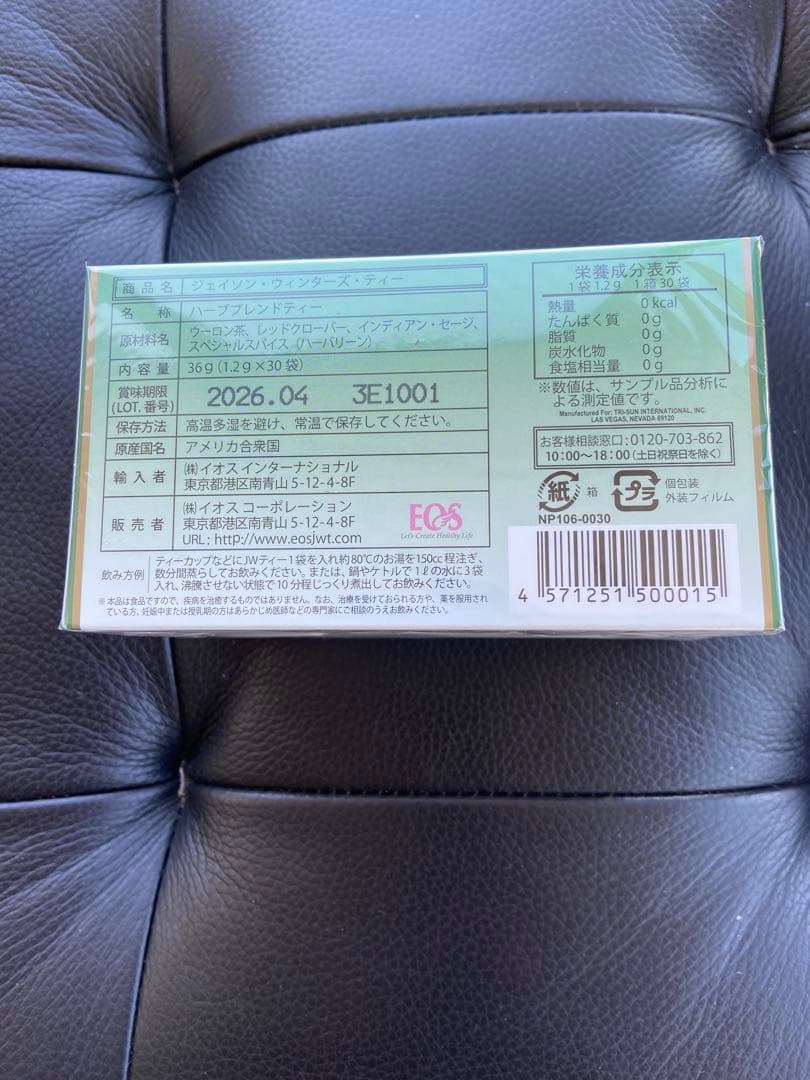 商品名 ジェイソン・ウィンターズ・ティー
名称 ハーブブレンドティー
原材料名 ウーロン茶、レッドクローバー、インディアン・セージ、
スペシャルスパイス(ハーバリーン)
内容量 36g(1.2g×30袋)
賞味期限
(LOT.番号) 2026.04 3E1001
保存方法 高温多湿を避け、常温で保存してください。
原産国名 アメリカ合衆国
輸入者 ㈱イオス インターナショナル
東京都港区南青山 5-12-4-8F
販売者 ㈱イオス コーポレーション
東京都港区南青山 5-12-4-8F
URL : http://www.eosjwt.com
EOS
Let's Create Healthy Life
飲み方例 ティーカップなどにJWティー1袋を入れ約80℃のお湯を150cc程注ぎ、
数分間蒸らしてお飲みください。または、鍋やケトルで1ℓの水に3袋
入れ、沸騰させない状態で10分程じっくり煮出してお飲みください。
※本品は食品ですので、疾病を治療するものではありません。なお、治療を受けておられる方や、薬を服用され
ている方、妊娠中または授乳期の方はあらかじめ医師などの専門家にご相談のうえお飲みください。
栄養成分表示
1袋1.2g 1箱30袋
熱量 0kcal
たんぱく質 0g
脂質 0g
炭水化物 0g
食塩相当量 0g
※数値は、サンプル品分析に
よる測定値です。
Manufactured For: TRI-SUN INTERNATIONAL, INC.
LAS VEGAS, NEVADA 89120
お客様相談窓口:0120-703-862
10:00〜18:00(土日祝祭日を除く)
紙 箱 プラ 個包装
外装フィルム
NP106-0030
4 571251 500015